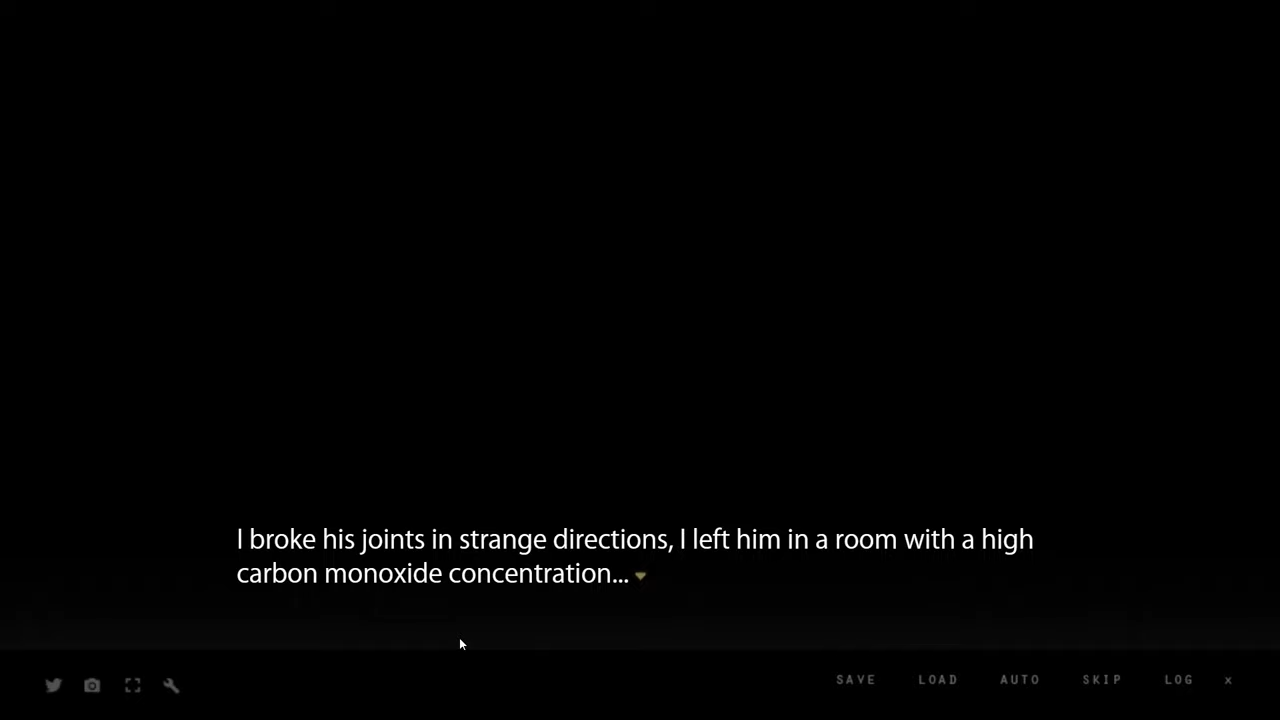 I broke his joints in strange directions, I left him in a room with a high
carbon monoxide concentration...
SAVE LOAD AUTO SKIP LOG x